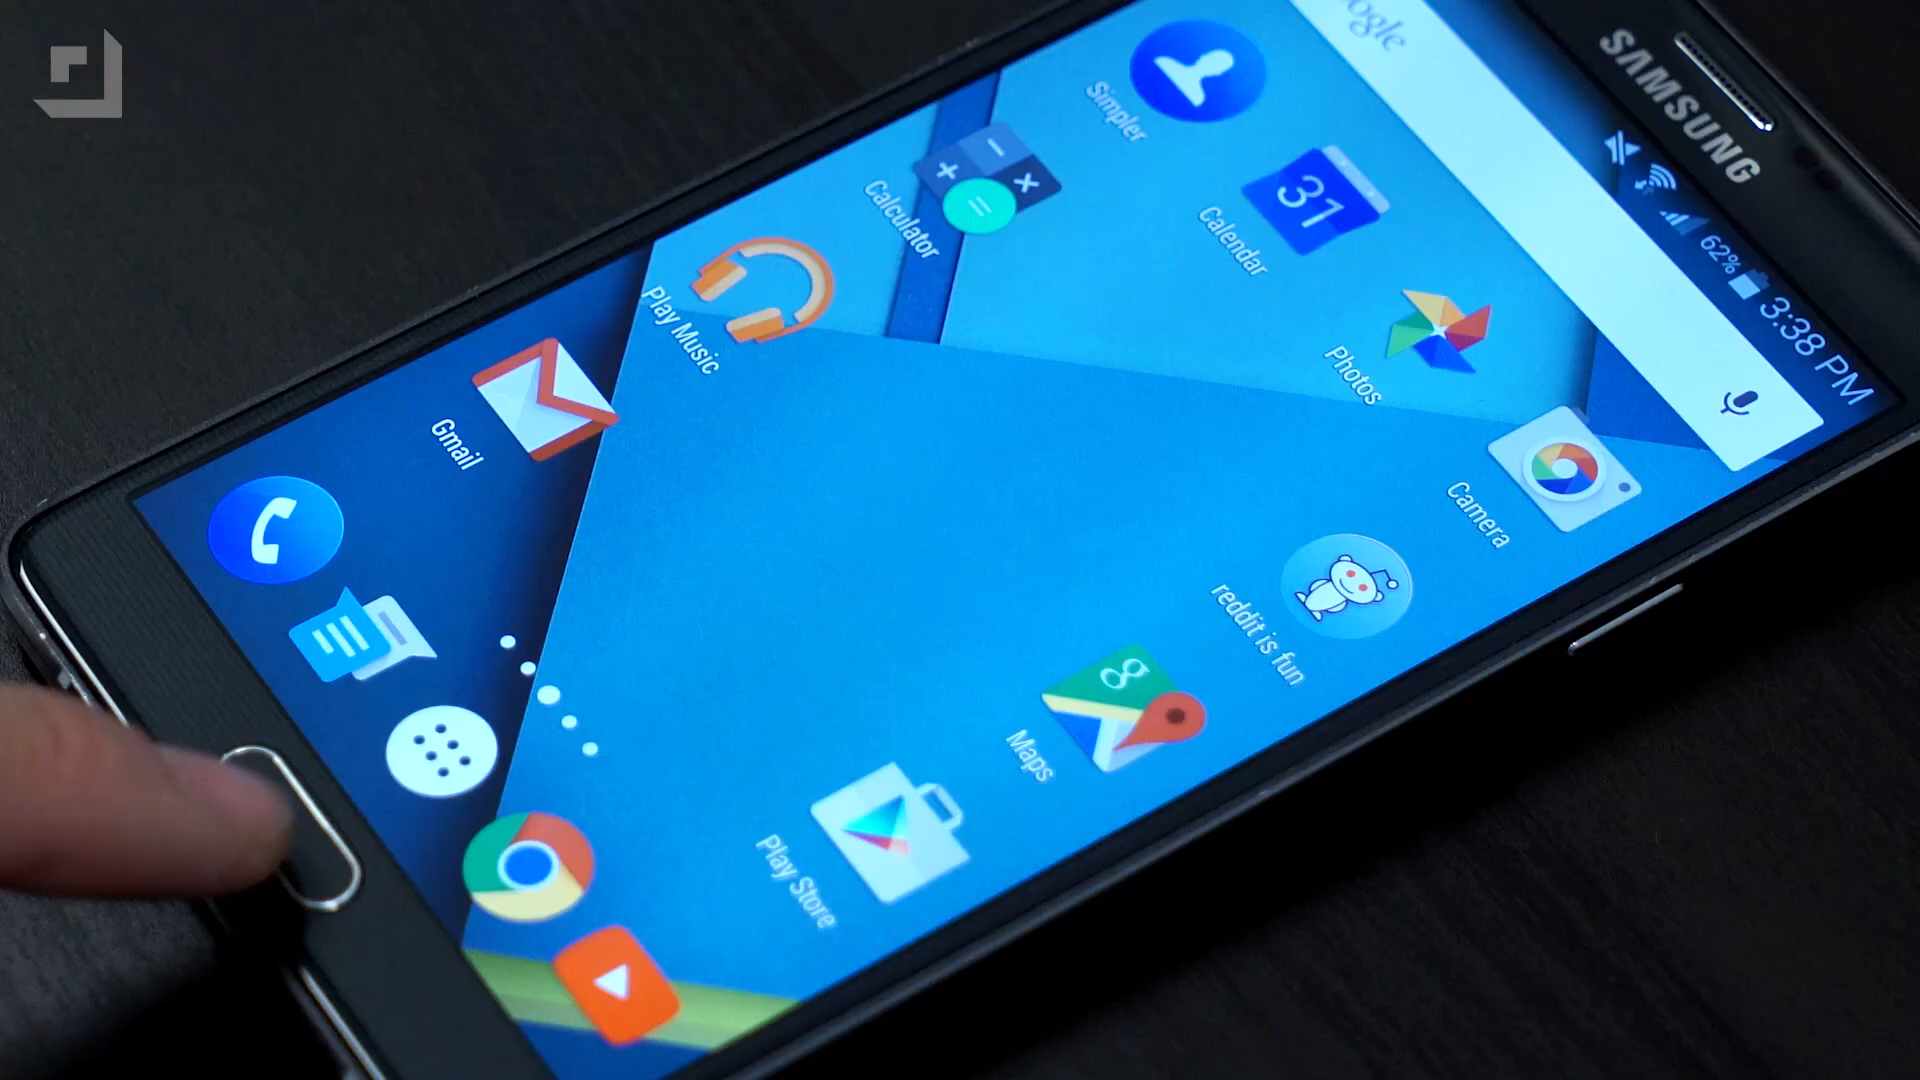 SAMSUNG
62% 3:38 PM
Google
Simpler
Calendar
31
Photos
Camera
Calculator
reddit is fun
Play Music
Maps
g
Gmail
Play Store